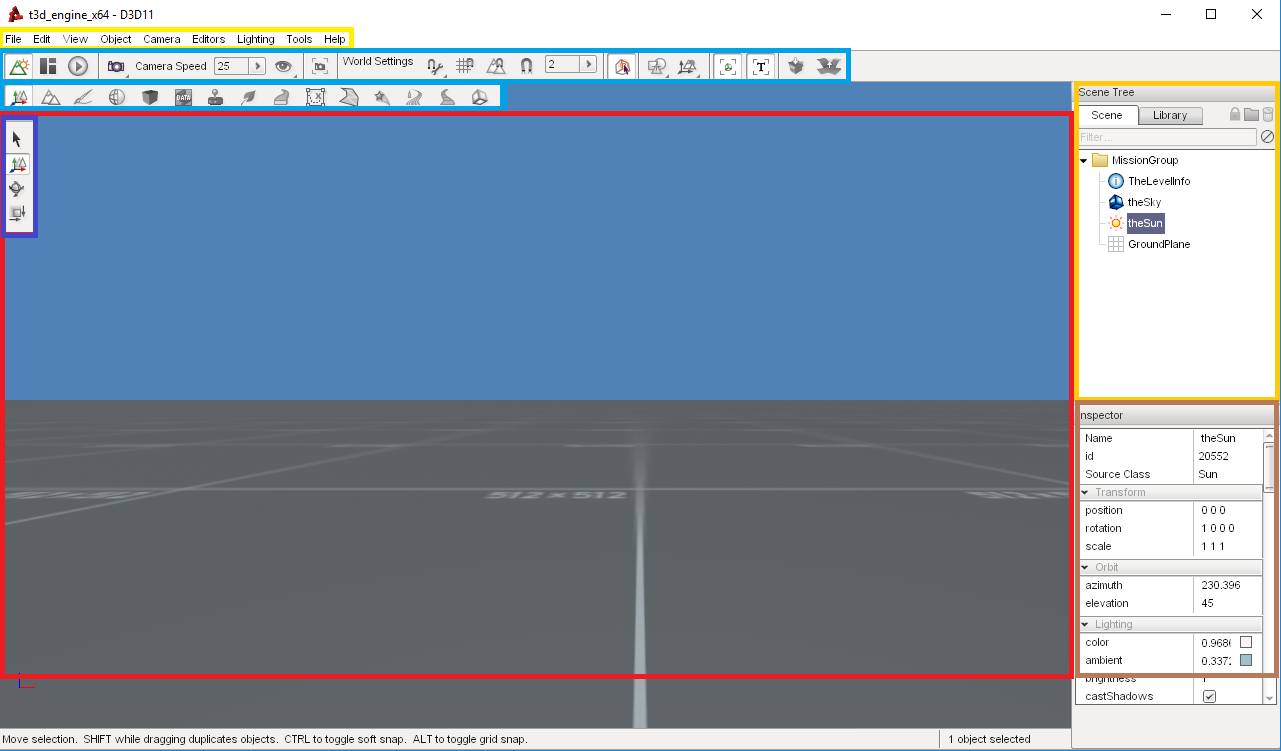 t3d_engine_x64 - D3D11
File Edit View Object Camera Editors Lighting Tools Help
Camera Speed 25 World Settings 2
DATA
T
Scene Tree
Scene Library
Filter...
MissionGroup
TheLevelInfo
theSky
theSun
GroundPlane
512 x 512
nspector
Name theSun
id 20552
Source Class Sun
Transform
position 0 0 0
rotation 1 0 0 0
scale 1 1 1
Orbit
azimuth 230.396
elevation 45
Lighting
color 0.968
ambient 0.337
brightness 1
castShadows
Move selection. SHIFT while dragging duplicates objects. CTRL to toggle soft snap. ALT to toggle grid snap.
1 object selected